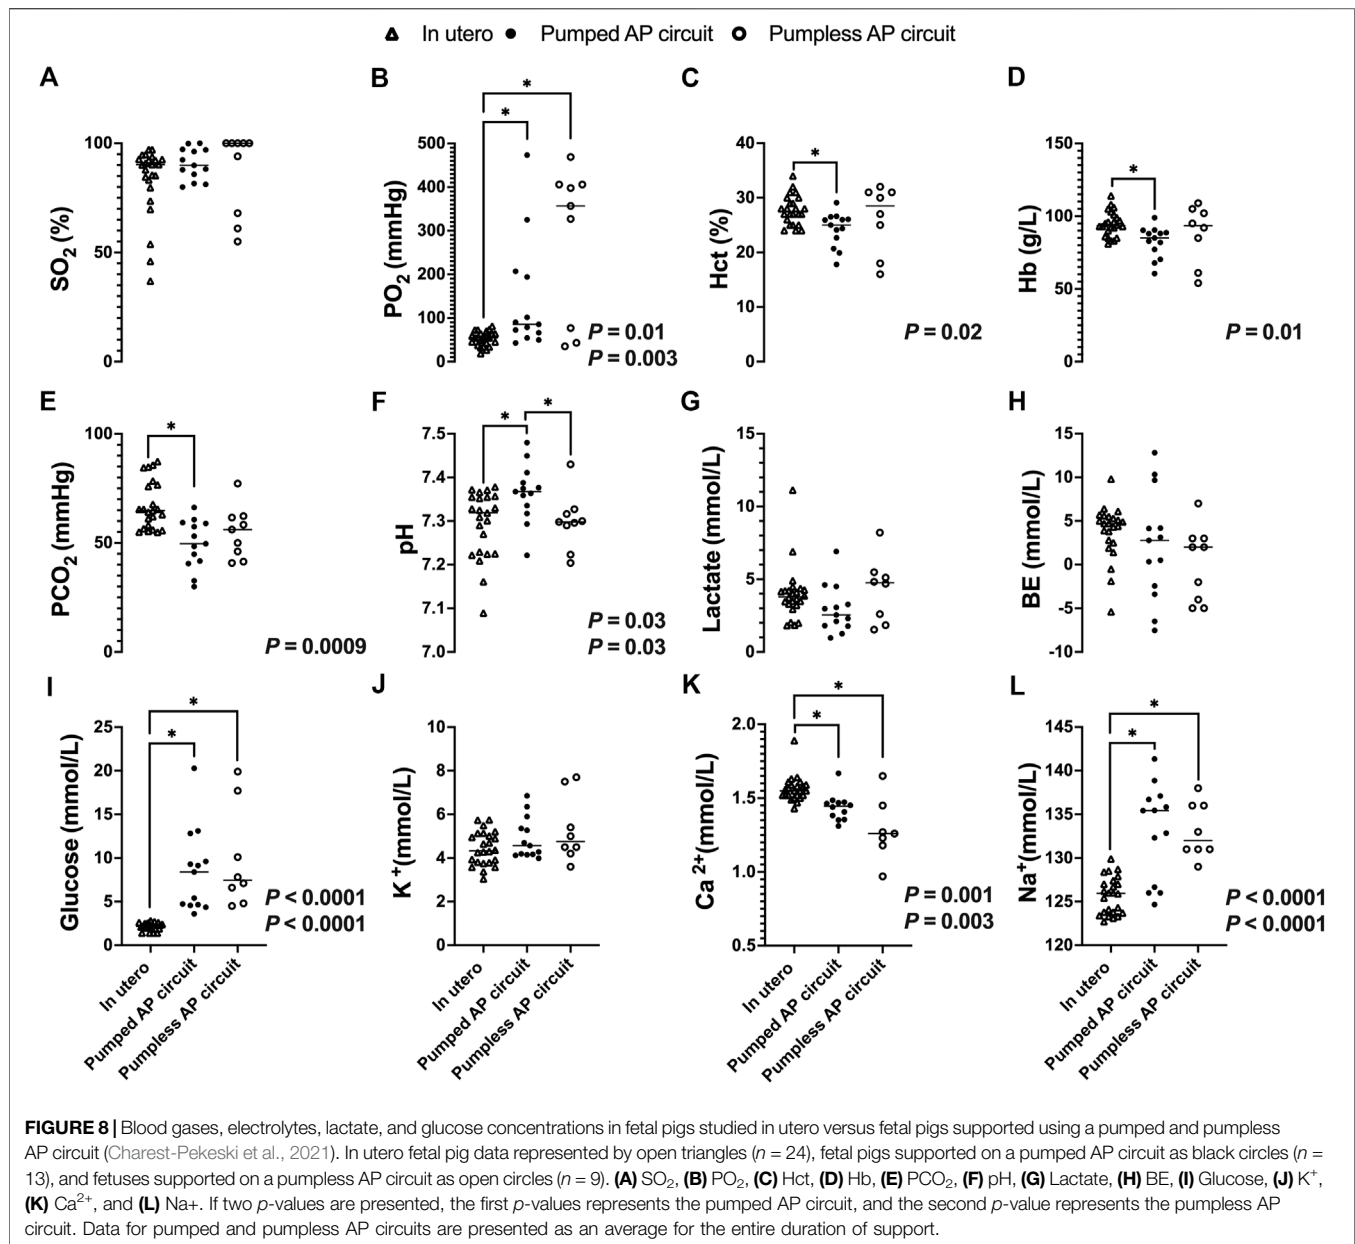 In utero Pumped AP circuit Pumpless AP circuit
A
SO2 (%)
100
50
0
B
* *
PO2 (mmHg)
500
400
300
200
100
0
P = 0.01
P = 0.003
C
*
Hct (%)
40
30
20
10
0
P = 0.02
D
*
Hb (g/L)
150
100
50
0
P = 0.01
E
*
PCO2 (mmHg)
100
50
0
P = 0.0009
F
* *
pH
7.5
7.4
7.3
7.2
7.1
7.0
P = 0.03
P = 0.03
G
Lactate (mmol/L)
15
10
5
0
H
BE (mmol/L)
15
10
5
0
-5
-10
I
* *
Glucose (mmol/L)
25
20
15
10
5
0
P < 0.0001
P < 0.0001
In utero
Pumped AP circuit
Pumpless AP circuit
J
K+(mmol/L)
10
8
6
4
2
0
In utero
Pumped AP circuit
Pumpless AP circuit
K
* *
Ca2+(mmol/L)
2.0
1.5
1.0
0.5
P = 0.001
P = 0.003
In utero
Pumped AP circuit
Pumpless AP circuit
L
* *
Na+(mmol/L)
145
140
135
130
125
120
P < 0.0001
P < 0.0001
In utero
Pumped AP circuit
Pumpless AP circuit
FIGURE 8 | Blood gases, electrolytes, lactate, and glucose concentrations in fetal pigs studied in utero versus fetal pigs supported using a pumped and pumpless
AP circuit (Charest-Pekeski et al., 2021). In utero fetal pig data represented by open triangles (n = 24), fetal pigs supported on a pumped AP circuit as black circles (n =
13), and fetuses supported on a pumpless AP circuit as open circles (n = 9). (A) SO2, (B) PO2, (C) Hct, (D) Hb, (E) PCO2, (F) pH, (G) Lactate, (H) BE, (I) Glucose, (J) K+,
(K) Ca2+, and (L) Na+. If two p-values are presented, the first p-values represents the pumped AP circuit, and the second p-value represents the pumpless AP
circuit. Data for pumped and pumpless AP circuits are presented as an average for the entire duration of support.